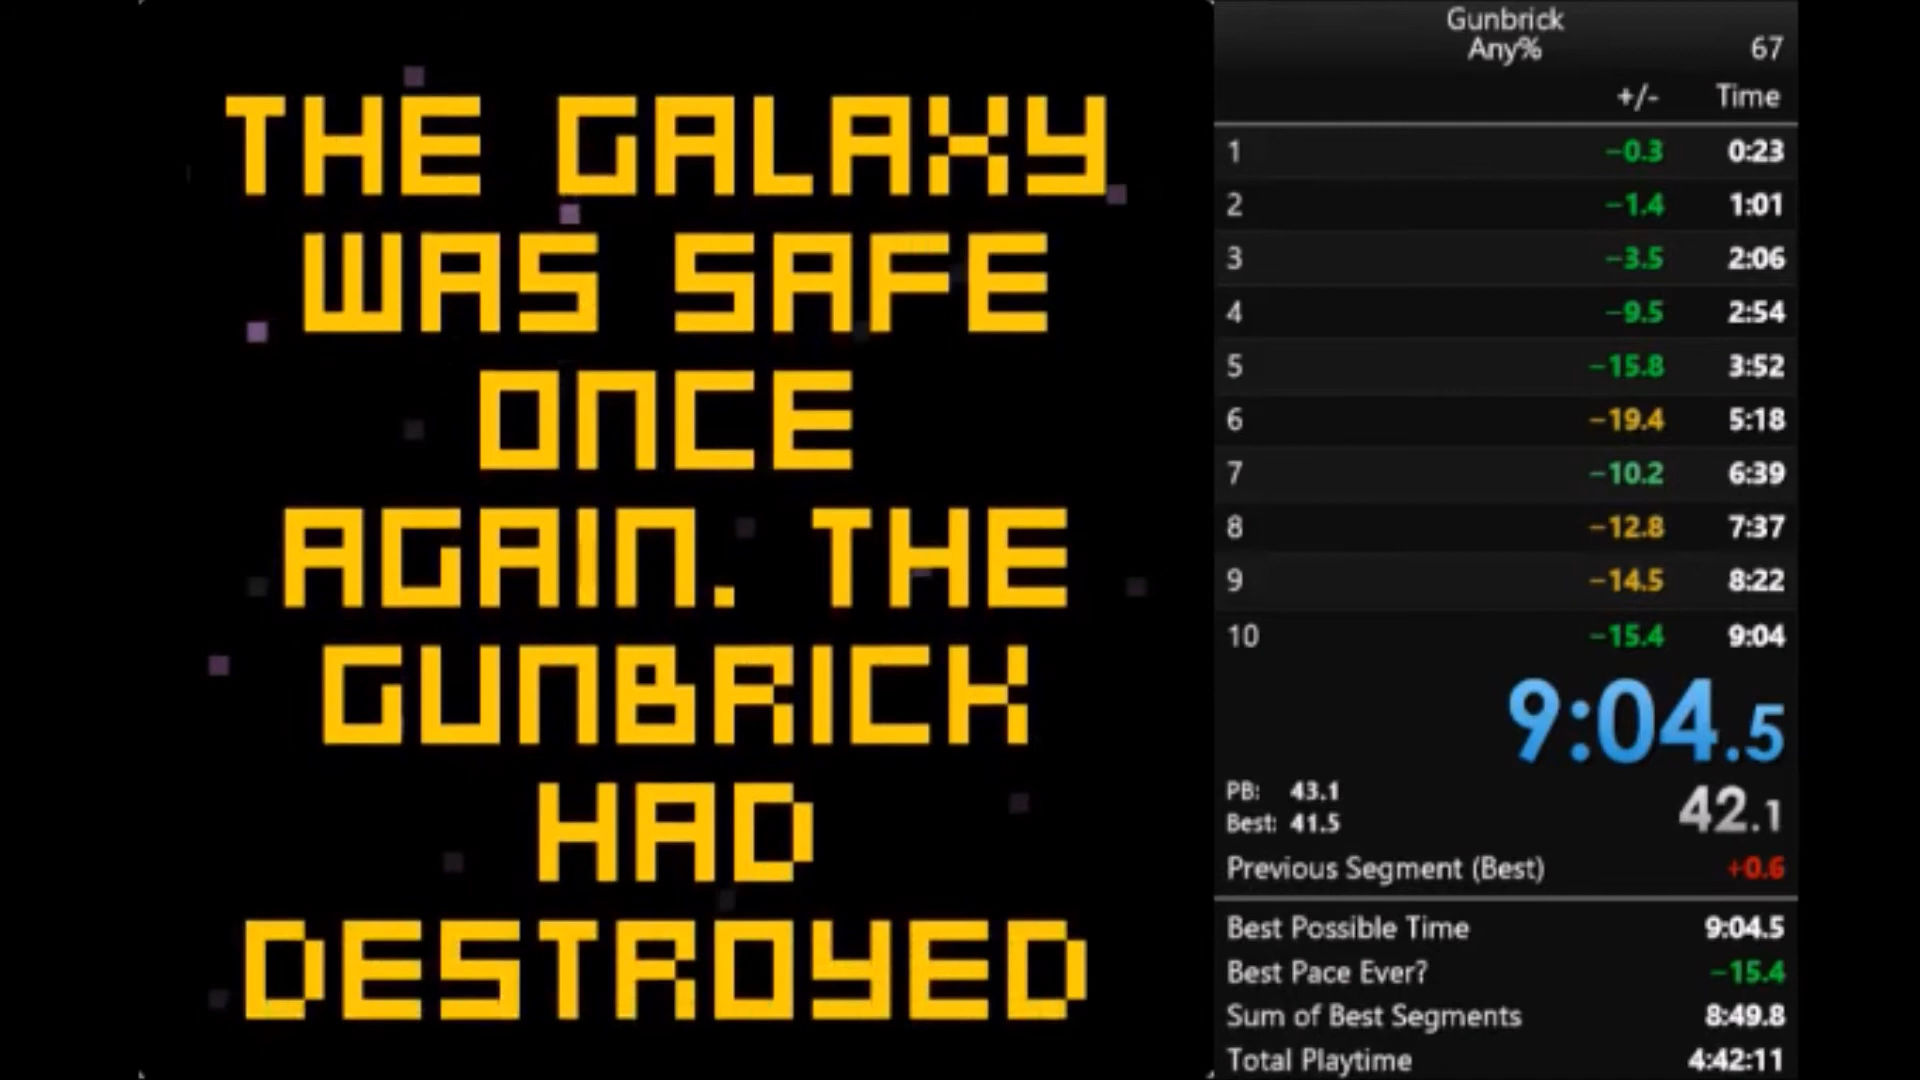 THE GALAXY
WAS SAFE
ONCE
AGAIN. THE
GUNBRICK
HAD
DESTROYED
Gunbrick
Any% 67
+/- Time
1 −0.3 0:23
2 −1.4 1:01
3 −3.5 2:06
4 −9.5 2:54
5 −15.8 3:52
6 −19.4 5:18
7 −10.2 6:39
8 −12.8 7:37
9 −14.5 8:22
10 −15.4 9:04
9:04.5
PB: 43.1
Best: 41.5
42.1
Previous Segment (Best) +0.6
Best Possible Time 9:04.5
Best Pace Ever? −15.4
Sum of Best Segments 8:49.8
Total Playtime 4:42:11